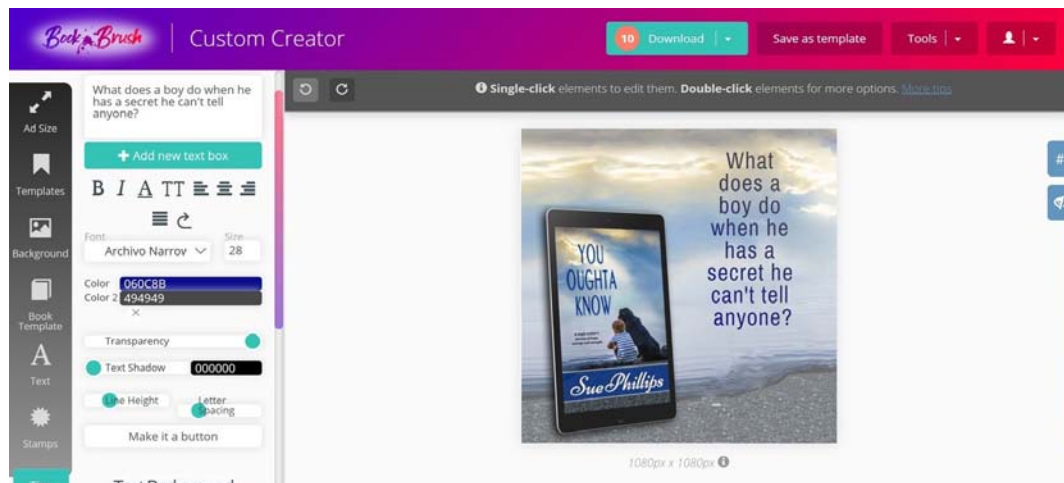 Book Brush
Custom Creator
10 Download
Save as template
Tools
Ad Size
Templates
Background
Book
Template
Text
Stamps
What does a boy do when he
has a secret he can't tell
anyone?
+ Add new text box
B I A TT
Font
Size
Archivo Narrov
28
Color 060C8B
Color 2 494949
Transparency
Text Shadow 000000
Line Height
Letter
Spacing
Make it a button
Single-click elements to edit them. Double-click elements for more options. More tips
What
does a
boy do
when he
has a
secret he
can't tell
anyone?
YOU
OUGHTA
KNOW
Sue Phillips
1080px x 1080px
#